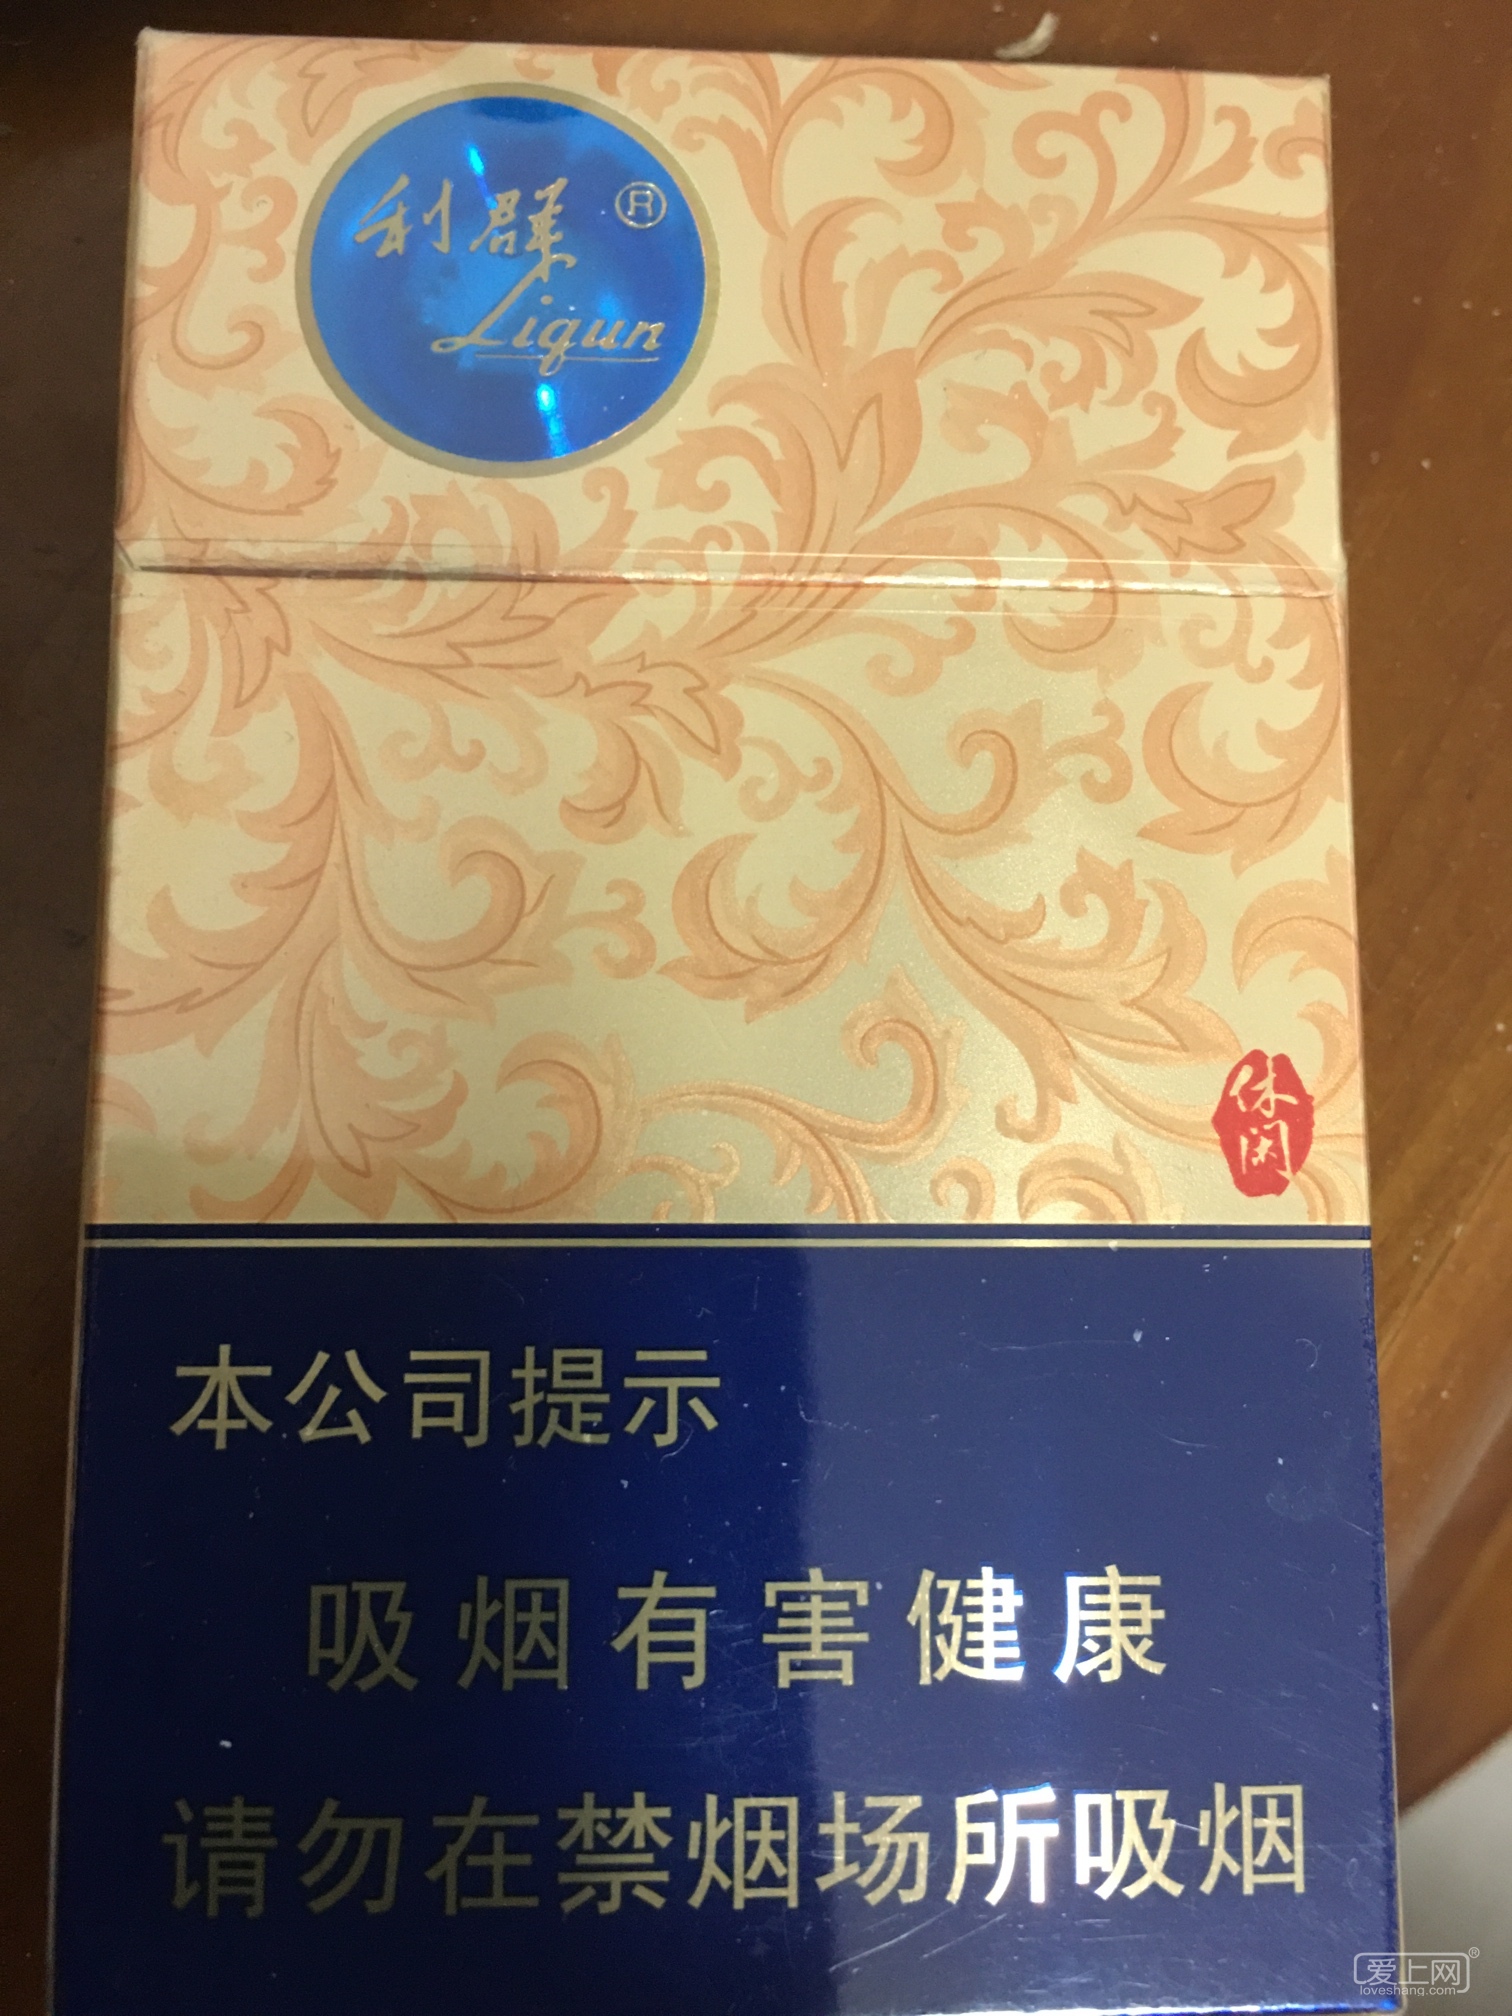 利群®
Liqun
休闲
本公司提示
吸烟有害健康
请勿在禁烟场所吸烟
爱上网®
loveshang.com